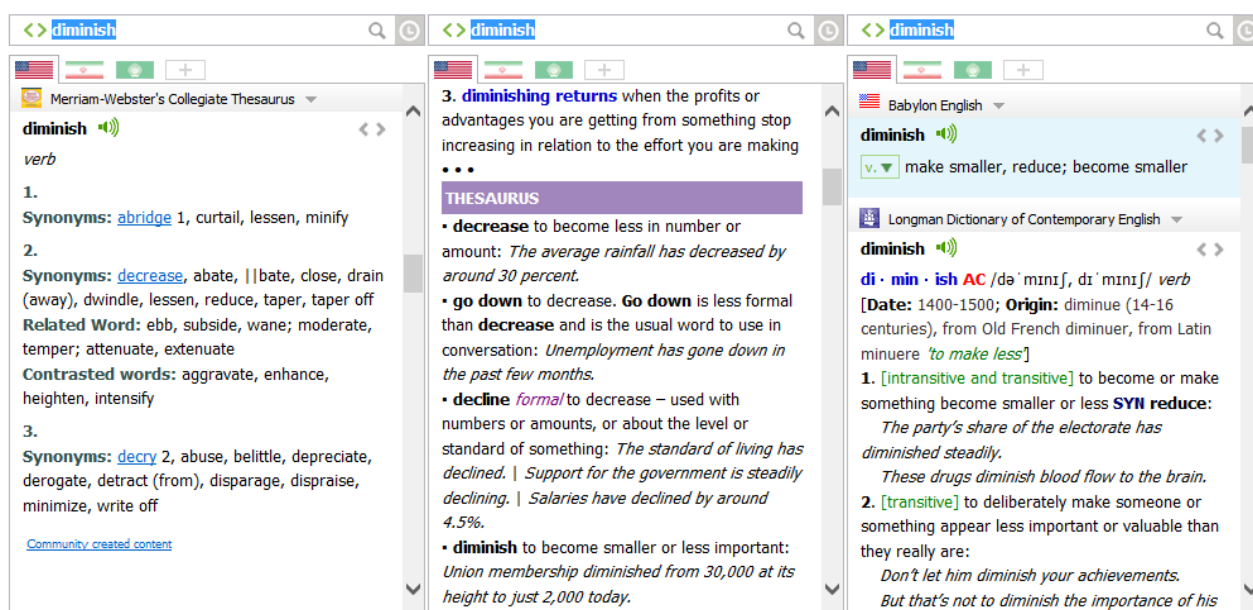 diminish
Merriam-Webster's Collegiate Thesaurus
diminish
verb
1.
Synonyms: abridge 1, curtail, lessen, minify
2.
Synonyms: decrease, abate, ||bate, close, drain
(away), dwindle, lessen, reduce, taper, taper off
Related Word: ebb, subside, wane; moderate,
temper; attenuate, extenuate
Contrasted words: aggravate, enhance,
heighten, intensify
3.
Synonyms: decry 2, abuse, belittle, depreciate,
derogate, detract (from), disparage, dispraise,
minimize, write off
Community created content
diminish
3. diminishing returns when the profits or
advantages you are getting from something stop
increasing in relation to the effort you are making
• • •
THESAURUS
▪ decrease to become less in number or
amount: The average rainfall has decreased by
around 30 percent.
▪ go down to decrease. Go down is less formal
than decrease and is the usual word to use in
conversation: Unemployment has gone down in
the past few months.
▪ decline formal to decrease – used with
numbers or amounts, or about the level or
standard of something: The standard of living has
declined. | Support for the government is steadily
declining. | Salaries have declined by around
4.5%.
▪ diminish to become smaller or less important:
Union membership diminished from 30,000 at its
height to just 2,000 today.
diminish
Babylon English
diminish
v. make smaller, reduce; become smaller
Longman Dictionary of Contemporary English
diminish
di · min · ish AC /dəˈmɪnɪʃ, dɪˈmɪnɪʃ/ verb
[Date: 1400-1500; Origin: diminue (14-16
centuries), from Old French diminuer, from Latin
minuere 'to make less']
1. [intransitive and transitive] to become or make
something become smaller or less SYN reduce:
The party's share of the electorate has
diminished steadily.
These drugs diminish blood flow to the brain.
2. [transitive] to deliberately make someone or
something appear less important or valuable than
they really are:
Don't let him diminish your achievements.
But that's not to diminish the importance of his